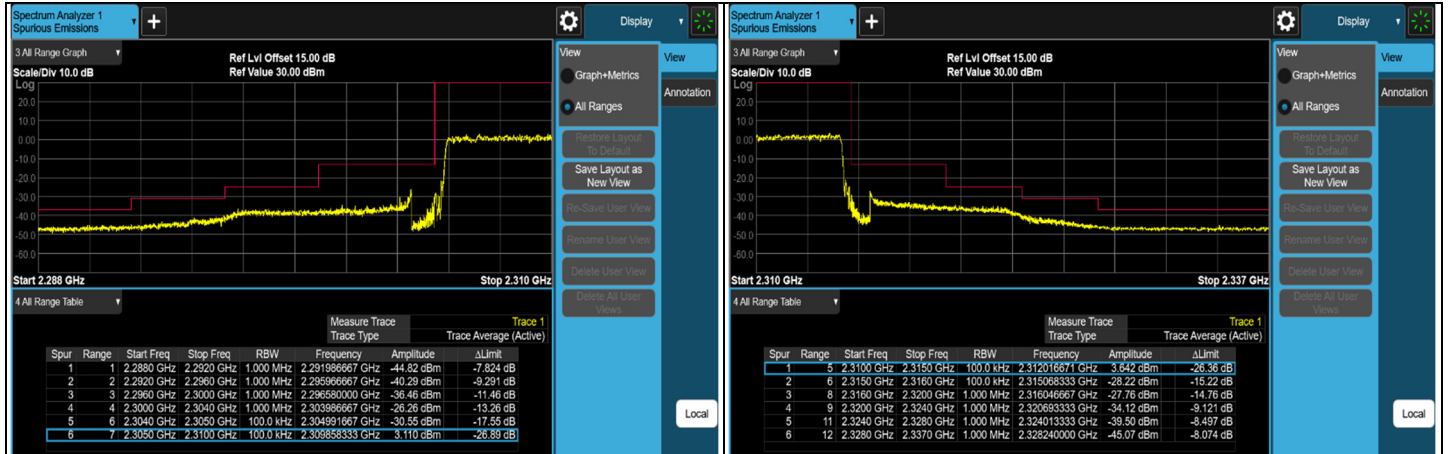 Spectrum Analyzer 1
Spurious Emissions
+
Display
3 All Range Graph
Ref Lvl Offset 15.00 dB
Ref Value 30.00 dBm
Scale/Div 10.0 dB
Log
20.0
10.0
0.00
-10.0
-20.0
-30.0
-40.0
-50.0
-60.0
Start 2.288 GHz
Stop 2.310 GHz
View
Graph+Metrics
All Ranges
Restore Layout
To Default
Save Layout as
New View
Re-Save User View
Rename User View
Delete User View
Delete All User
Views
View
Annotation
Local
4 All Range Table
Measure Trace Trace 1
Trace Type Trace Average (Active)
Spur Range Start Freq Stop Freq RBW Frequency Amplitude ΔLimit
1 1 2.2880 GHz 2.2920 GHz 1.000 MHz 2.291986667 GHz -44.82 dBm -7.824 dB
2 2 2.2920 GHz 2.2960 GHz 1.000 MHz 2.295966667 GHz -40.29 dBm -9.291 dB
3 3 2.2960 GHz 2.3000 GHz 1.000 MHz 2.296580000 GHz -36.46 dBm -11.46 dB
4 4 2.3000 GHz 2.3040 GHz 1.000 MHz 2.303986667 GHz -26.26 dBm -13.26 dB
5 6 2.3040 GHz 2.3050 GHz 100.0 kHz 2.304991667 GHz -30.55 dBm -17.55 dB
6 7 2.3050 GHz 2.3100 GHz 100.0 kHz 2.309858333 GHz 3.110 dBm -26.89 dB
Spectrum Analyzer 1
Spurious Emissions
+
Display
3 All Range Graph
Ref Lvl Offset 15.00 dB
Ref Value 30.00 dBm
Scale/Div 10.0 dB
Log
20.0
10.0
0.00
-10.0
-20.0
-30.0
-40.0
-50.0
-60.0
Start 2.310 GHz
Stop 2.337 GHz
View
Graph+Metrics
All Ranges
Restore Layout
To Default
Save Layout as
New View
Re-Save User View
Rename User View
Delete User View
Delete All User
Views
View
Annotation
Local
4 All Range Table
Measure Trace Trace 1
Trace Type Trace Average (Active)
Spur Range Start Freq Stop Freq RBW Frequency Amplitude ΔLimit
1 5 2.3100 GHz 2.3150 GHz 100.0 kHz 2.312016671 GHz 3.642 dBm -26.36 dB
2 6 2.3150 GHz 2.3160 GHz 100.0 kHz 2.315068333 GHz -28.22 dBm -15.22 dB
3 8 2.3160 GHz 2.3200 GHz 1.000 MHz 2.316046667 GHz -27.76 dBm -14.76 dB
4 9 2.3200 GHz 2.3240 GHz 1.000 MHz 2.320693333 GHz -34.12 dBm -9.121 dB
5 11 2.3240 GHz 2.3280 GHz 1.000 MHz 2.324013333 GHz -39.50 dBm -8.497 dB
6 12 2.3280 GHz 2.3370 GHz 1.000 MHz 2.328240000 GHz -45.07 dBm -8.074 dB